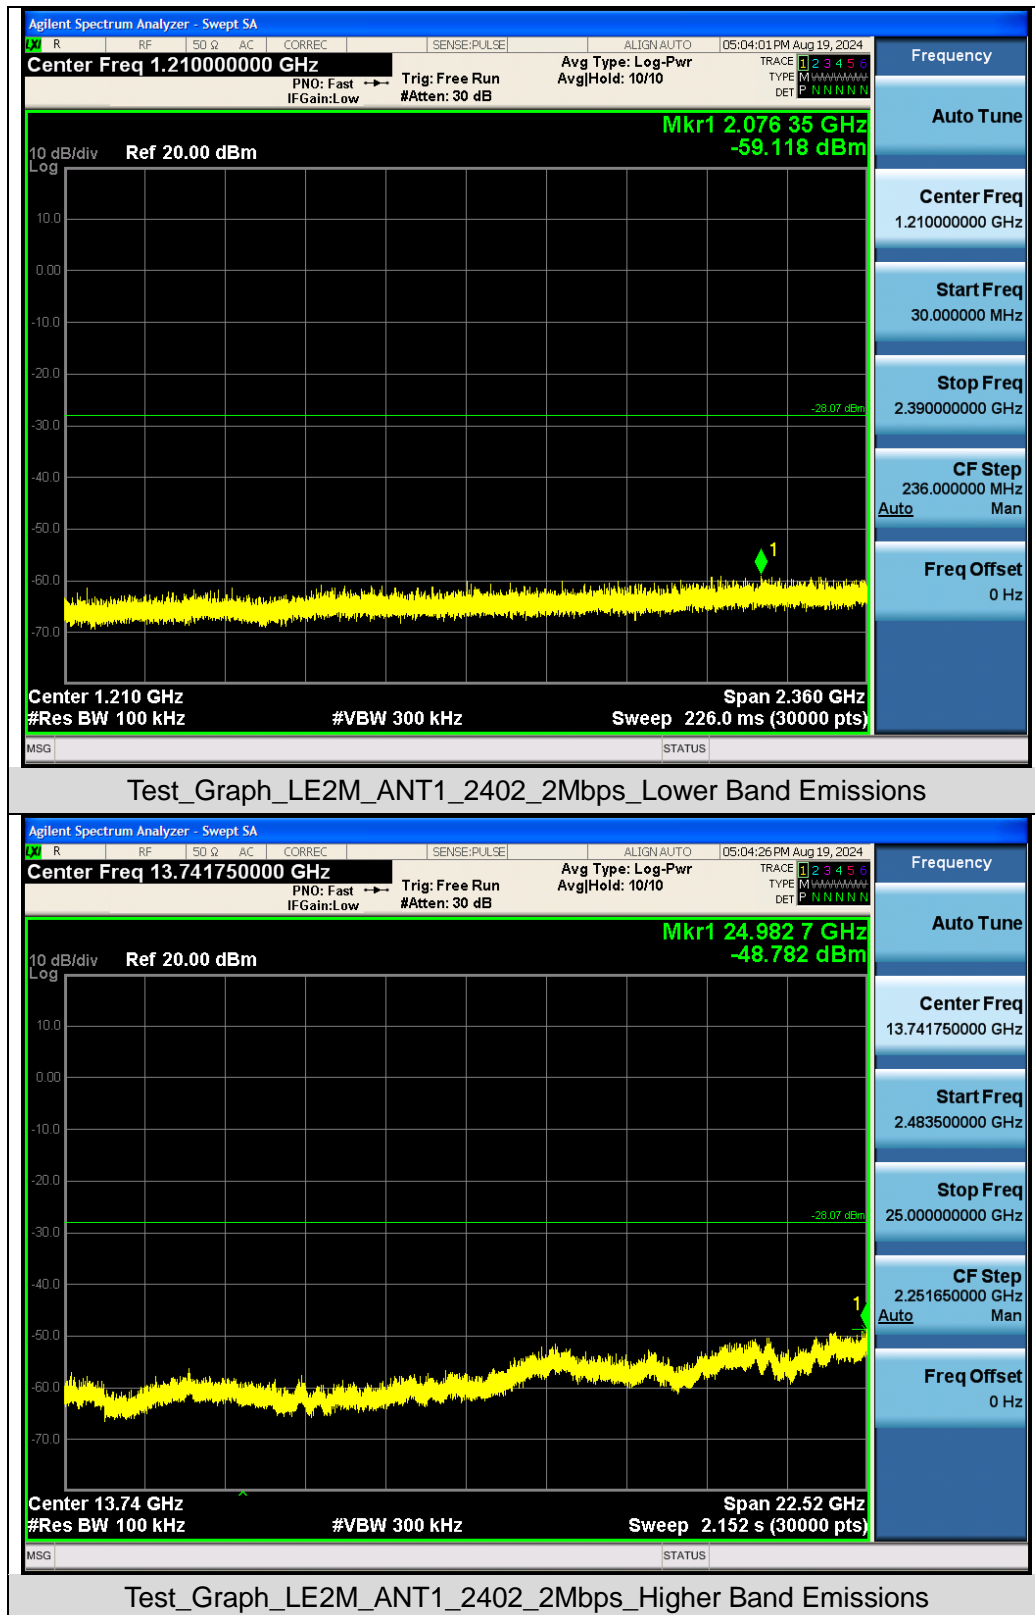 Agilent Spectrum Analyzer - Swept SA
LXI R RF 50 Ω AC CORREC SENSE:PULSE ALIGN AUTO 05:04:01 PM Aug 19, 2024
Center Freq 1.210000000 GHz
PNO: Fast
IFGain:Low
Trig: Free Run
#Atten: 30 dB
Avg Type: Log-Pwr
Avg|Hold: 10/10
TRACE 1 2 3 4 5 6
TYPE M WWWWW
DET P N N N N N
Mkr1 2.076 35 GHz
-59.118 dBm
10 dB/div Ref 20.00 dBm
Log
10.0
0.00
-10.0
-20.0
-28.07 dBm
-30.0
-40.0
-50.0
1
-60.0
-70.0
Center 1.210 GHz Span 2.360 GHz
#Res BW 100 kHz #VBW 300 kHz Sweep 226.0 ms (30000 pts)
MSG STATUS
Frequency
Auto Tune
Center Freq
1.210000000 GHz
Start Freq
30.000000 MHz
Stop Freq
2.390000000 GHz
CF Step
236.000000 MHz
Auto Man
Freq Offset
0 Hz
Test_Graph_LE2M_ANT1_2402_2Mbps_Lower Band Emissions
Agilent Spectrum Analyzer - Swept SA
LXI R RF 50 Ω AC CORREC SENSE:PULSE ALIGN AUTO 05:04:26 PM Aug 19, 2024
Center Freq 13.741750000 GHz
PNO: Fast
IFGain:Low
Trig: Free Run
#Atten: 30 dB
Avg Type: Log-Pwr
Avg|Hold: 10/10
TRACE 1 2 3 4 5 6
TYPE M WWWWW
DET P N N N N N
Mkr1 24.982 7 GHz
-48.782 dBm
10 dB/div Ref 20.00 dBm
Log
10.0
0.00
-10.0
-20.0
-28.07 dBm
-30.0
-40.0
1
-50.0
-60.0
-70.0
Center 13.74 GHz Span 22.52 GHz
#Res BW 100 kHz #VBW 300 kHz Sweep 2.152 s (30000 pts)
MSG STATUS
Frequency
Auto Tune
Center Freq
13.741750000 GHz
Start Freq
2.483500000 GHz
Stop Freq
25.000000000 GHz
CF Step
2.251650000 GHz
Auto Man
Freq Offset
0 Hz
Test_Graph_LE2M_ANT1_2402_2Mbps_Higher Band Emissions